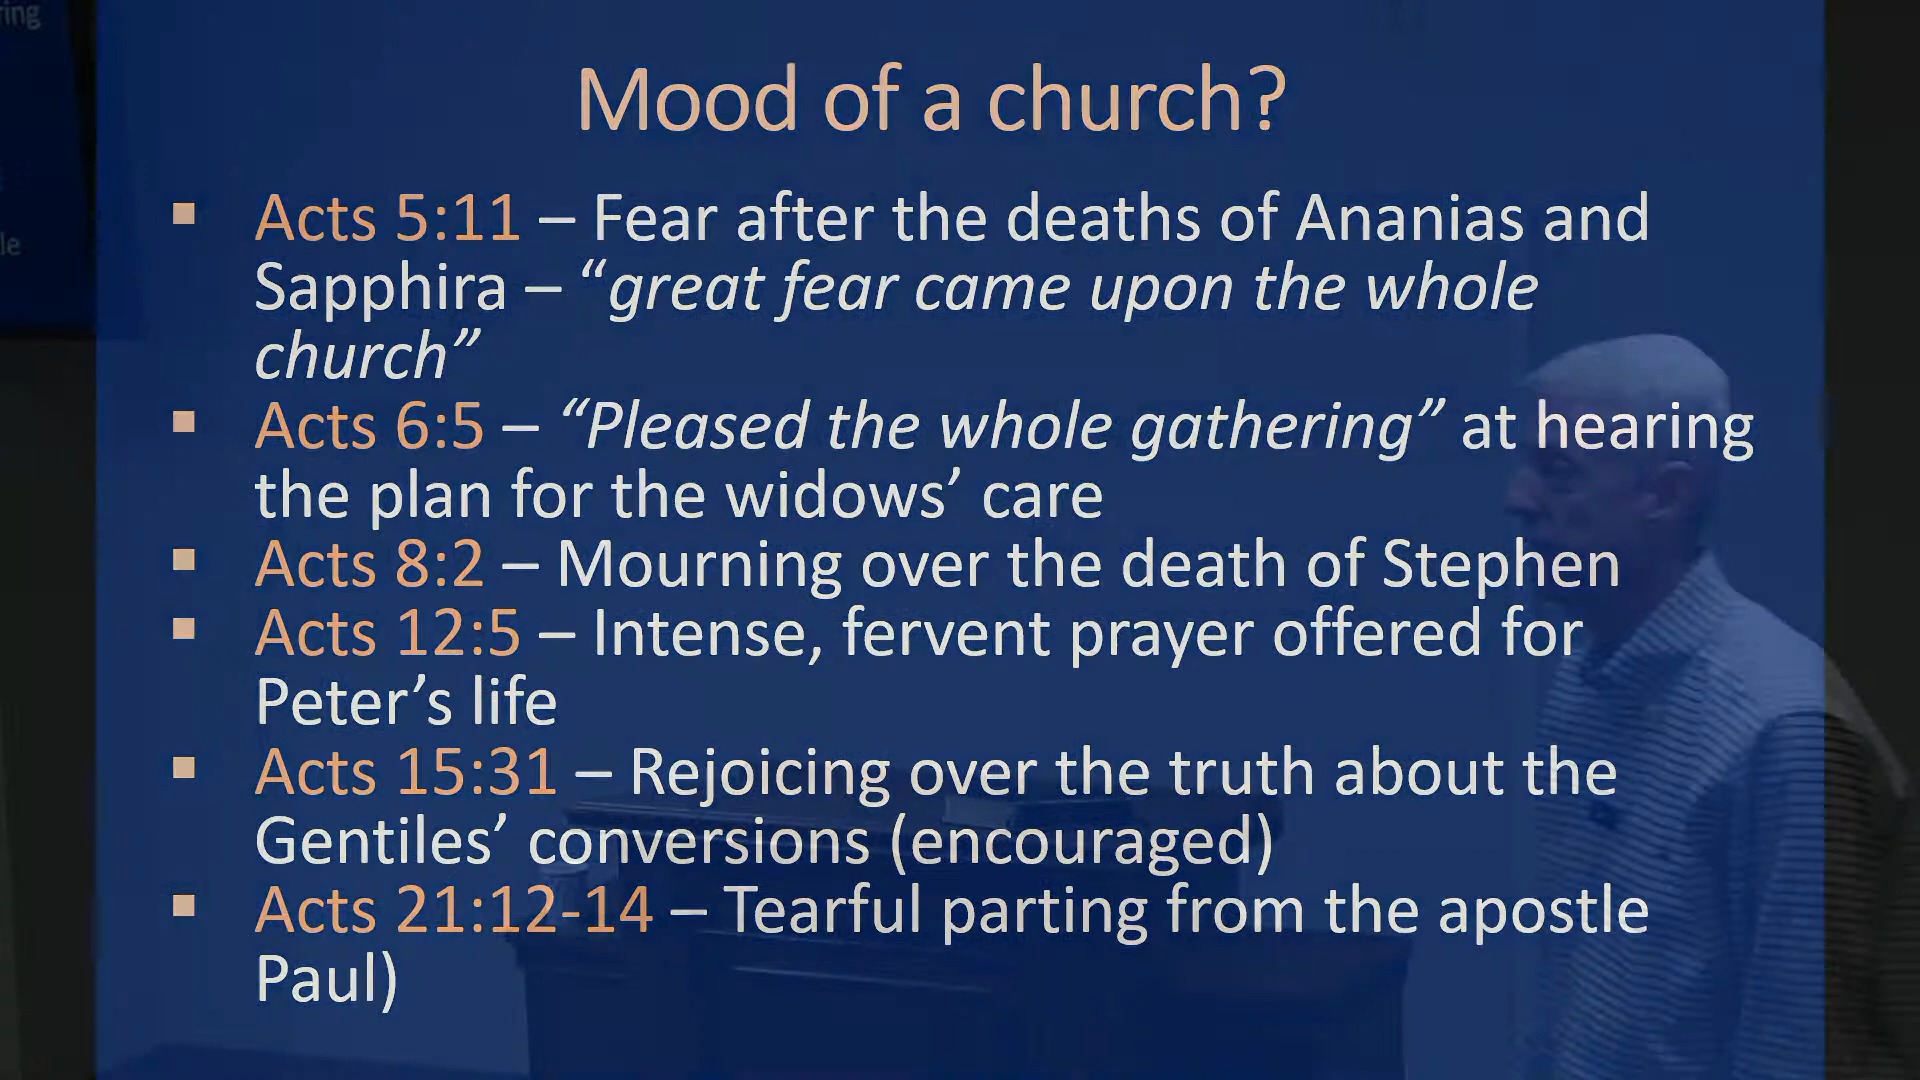 ring
le
Mood of a church?
▪ Acts 5:11 – Fear after the deaths of Ananias and
Sapphira – “great fear came upon the whole
church”
▪ Acts 6:5 – “Pleased the whole gathering” at hearing
the plan for the widows’ care
▪ Acts 8:2 – Mourning over the death of Stephen
▪ Acts 12:5 – Intense, fervent prayer offered for
Peter’s life
▪ Acts 15:31 – Rejoicing over the truth about the
Gentiles’ conversions (encouraged)
▪ Acts 21:12-14 – Tearful parting from the apostle
Paul)